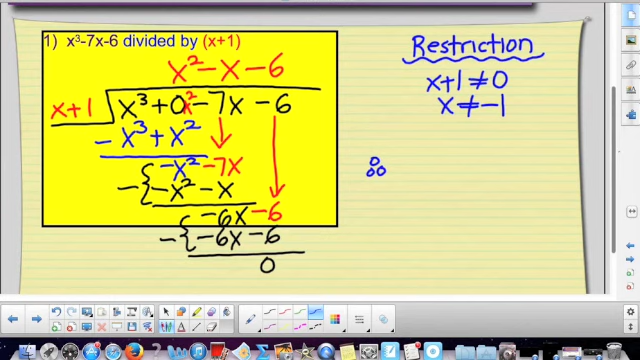 1) x³-7x-6 divided by (x+1)
x² - x - 6
x+1 x³ + 0x² - 7x - 6
- x³ + x²
-x² - 7x
- { -x² - x
-6x - 6
- { -6x - 6
0
Restriction
x+1 ≠ 0
x ≠ -1